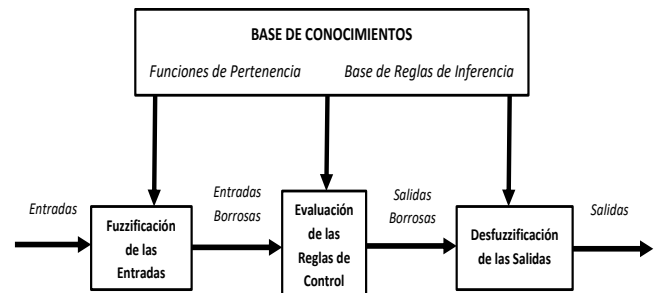 BASE DE CONOCIMIENTOS
Funciones de Pertenencia
Base de Reglas de Inferencia
Entradas
Fuzzificación
de las
Entradas
Entradas
Borrosas
Evaluación
de las
Reglas de
Control
Salidas
Borrosas
Desfuzzificación
de las Salidas
Salidas